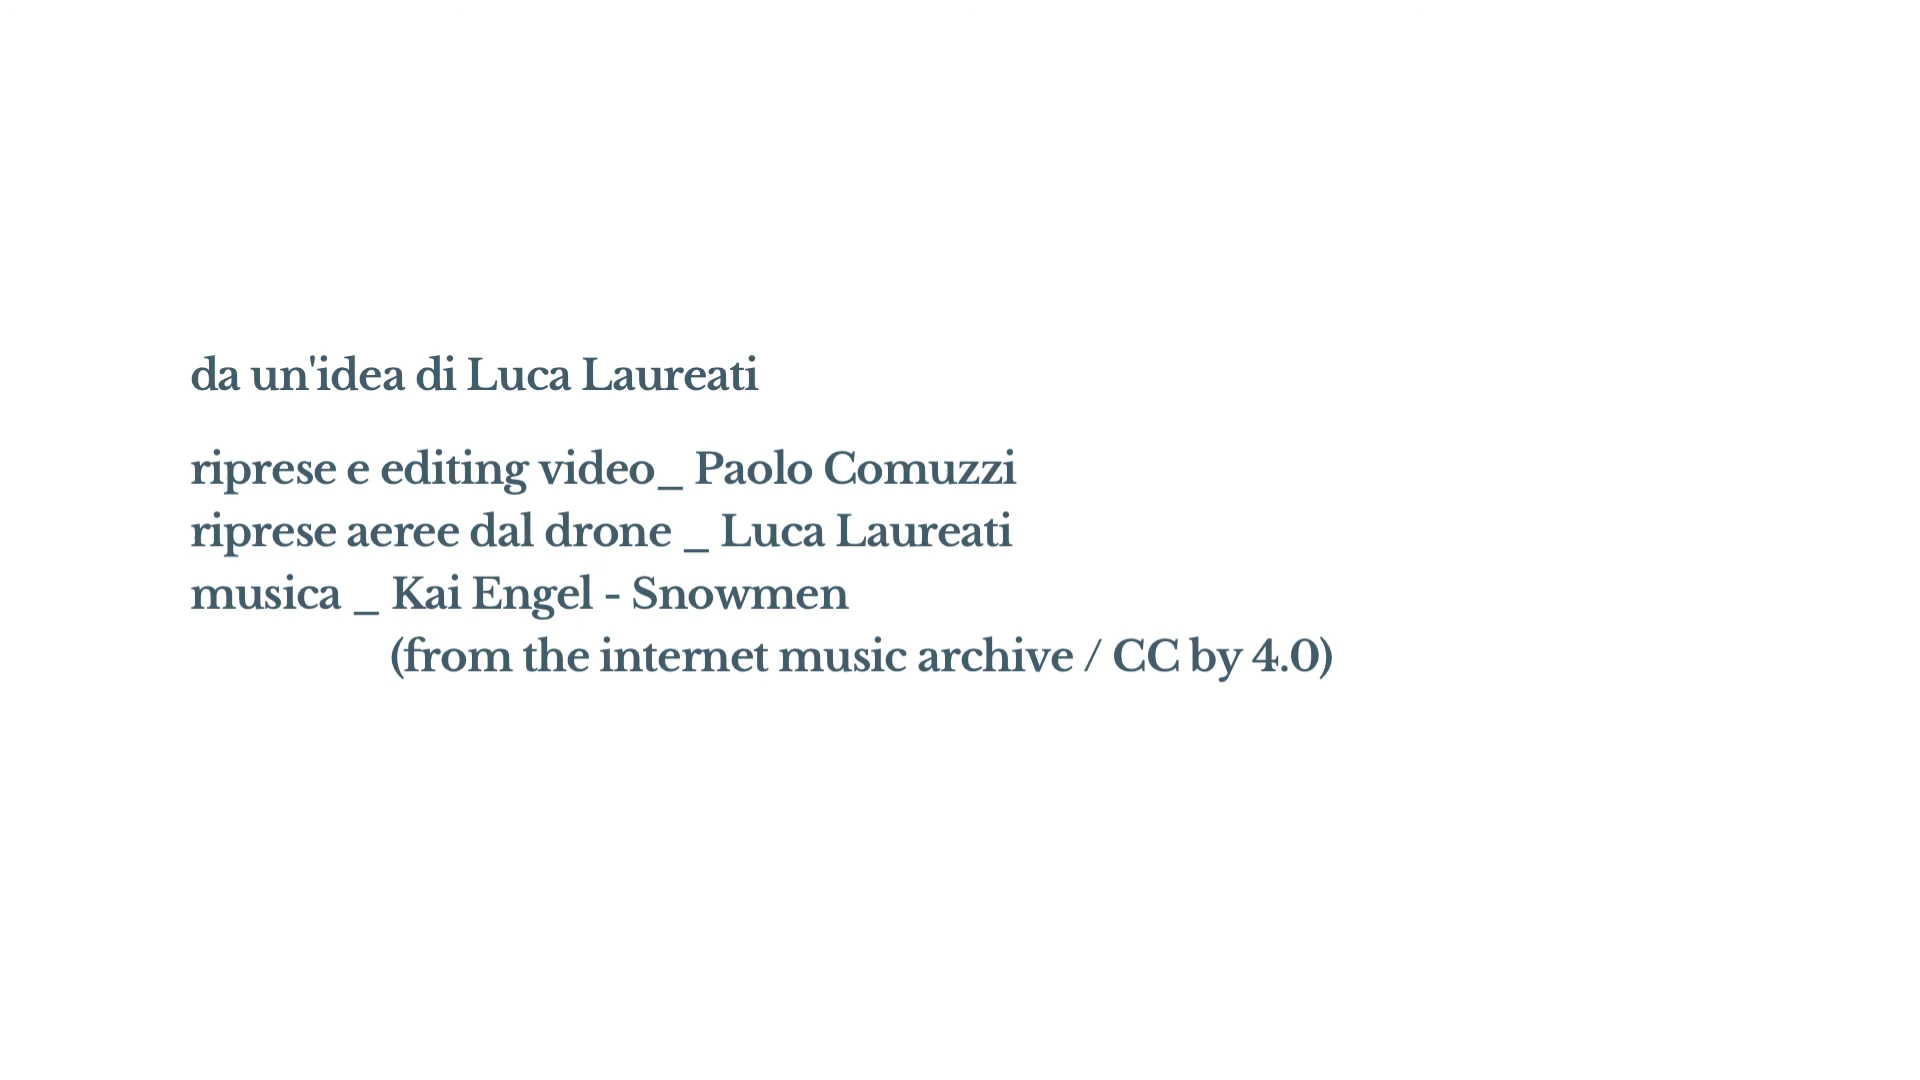 da un'idea di Luca Laureati
riprese e editing video_ Paolo Comuzzi
riprese aeree dal drone _ Luca Laureati
musica _ Kai Engel - Snowmen
(from the internet music archive / CC by 4.0)